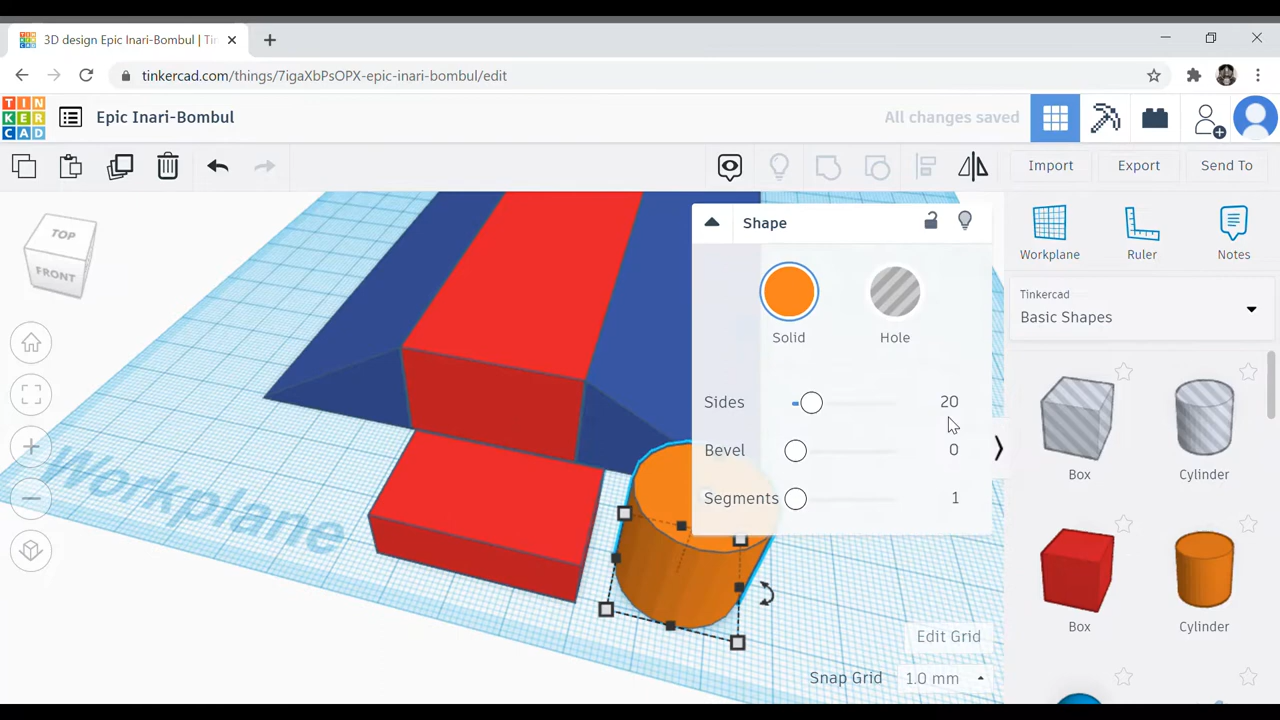 3D design Epic Inari-Bombul | Tin
tinkercad.com/things/7igaXbPsOPX-epic-inari-bombul/edit
TIN
KER
CAD
Epic Inari-Bombul
All changes saved
Import
Export
Send To
TOP
FRONT
Shape
Solid
Hole
Sides
20
Bevel
0
Segments
1
Workplane
Ruler
Notes
Tinkercad
Basic Shapes
Box
Cylinder
Box
Cylinder
Workplane
Edit Grid
Snap Grid
1.0 mm